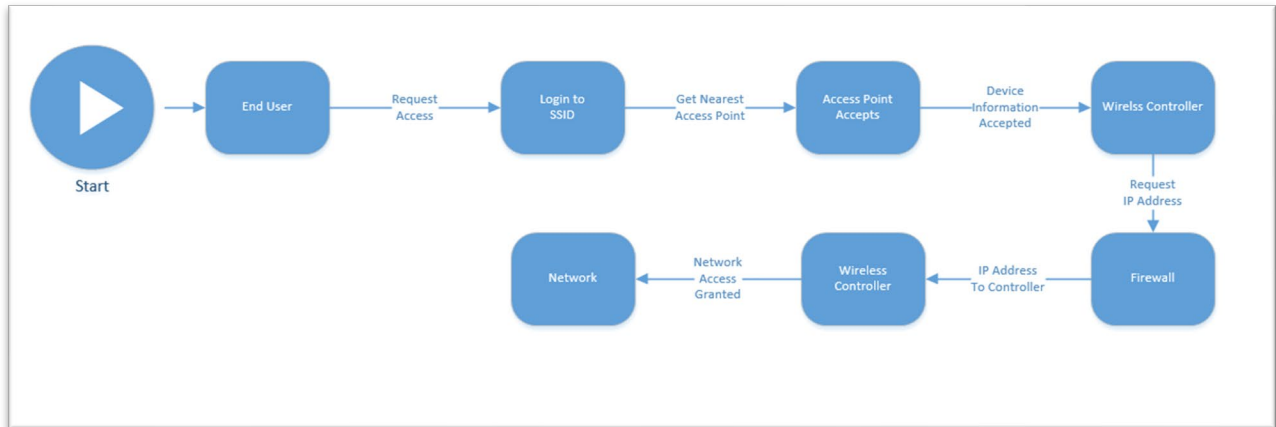 Start
End User
Request
Access
Login to
SSID
Get Nearest
Access Point
Access Point
Accepts
Device
Information
Accepted
Wirelss Controller
Request
IP Address
Firewall
IP Address
To Controller
Wireless
Controller
Network
Access
Granted
Network